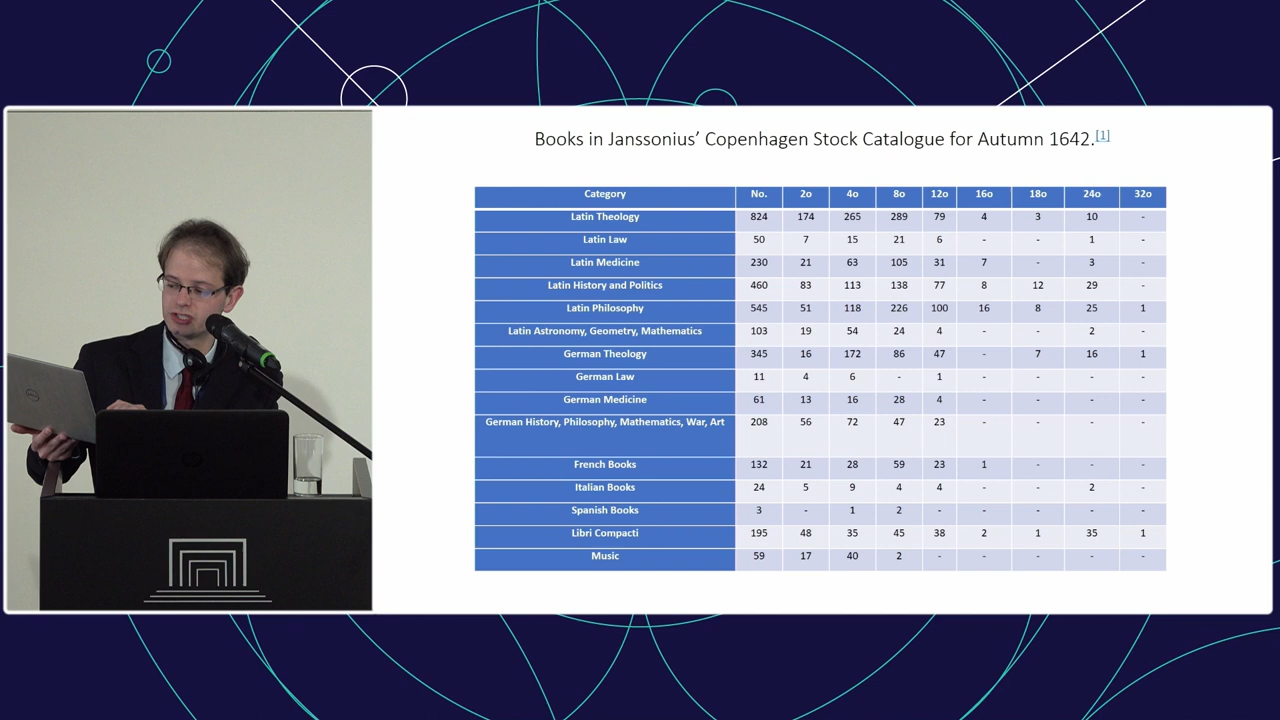 Books in Janssonius' Copenhagen Stock Catalogue for Autumn 1642.[1]
Category No. 2o 4o 8o 12o 16o 18o 24o 32o
Latin Theology 824 174 265 289 79 4 3 10 -
Latin Law 50 7 15 21 6 - - 1 -
Latin Medicine 230 21 63 105 31 7 - 3 -
Latin History and Politics 460 83 113 138 77 8 12 29 -
Latin Philosophy 545 51 118 226 100 16 8 25 1
Latin Astronomy, Geometry, Mathematics 103 19 54 24 4 - - 2 -
German Theology 345 16 172 86 47 - 7 16 1
German Law 11 4 6 - 1 - - - -
German Medicine 61 13 16 28 4 - - - -
German History, Philosophy, Mathematics, War, Art 208 56 72 47 23 - - - -
French Books 132 21 28 59 23 1 - - -
Italian Books 24 5 9 4 4 - - 2 -
Spanish Books 3 - 1 2 - - - - -
Libri Compacti 195 48 35 45 38 2 1 35 1
Music 59 17 40 2 - - - - -